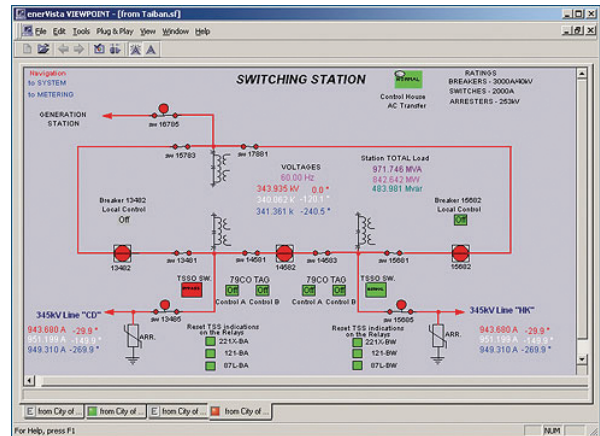 enerVista VIEWPOINT - [from Taiban.sf]
File Edit Tools Plug & Play View Window Help
Navigation
to SYSTEM
to METERING
SWITCHING STATION
NORMAL
Control House
AC Transfer
RATINGS
BREAKERS - 3000A/40kV
SWITCHES - 2000A
ARRESTERS - 253kV
GENERATION
STATION
SW 16785
SW 15783
SW 17881
VOLTAGES
60.00 Hz
343.935 kV 0.0 °
340.062 kV -120.1 °
341.361 k -240.5 °
Station TOTAL Load
971.746 MVA
842.642 MW
483.981 Mvar
Breaker 13482
Local Control
Off
Breaker 15682
Local Control
Off
13482
SW 13481
SW 14581
14582
SW 14583
SW 15681
15682
TSSO SW.
BYPASS
79CO TAG
Off Off
Control A Control B
79CO TAG
Off Off
Control A Control B
TSSO SW.
NORMAL
345kV Line "CD"
SW 13485
SW 15685
345kV Line "HK"
943.680 A -29.9 °
951.199 A -149.9 °
949.310 A -269.9 °
ARR.
Reset TSS indications
on the Relays
221X-BA
121-BA
87L-BA
Reset TSS indications
on the Relays
221X-BW
121-BW
87L-BW
ARR.
943.680 A -29.9 °
951.199 A -149.9 °
949.310 A -269.9 °
E from City of ... from City of ... E from City of ... from City of ...
For Help, press F1
NUM